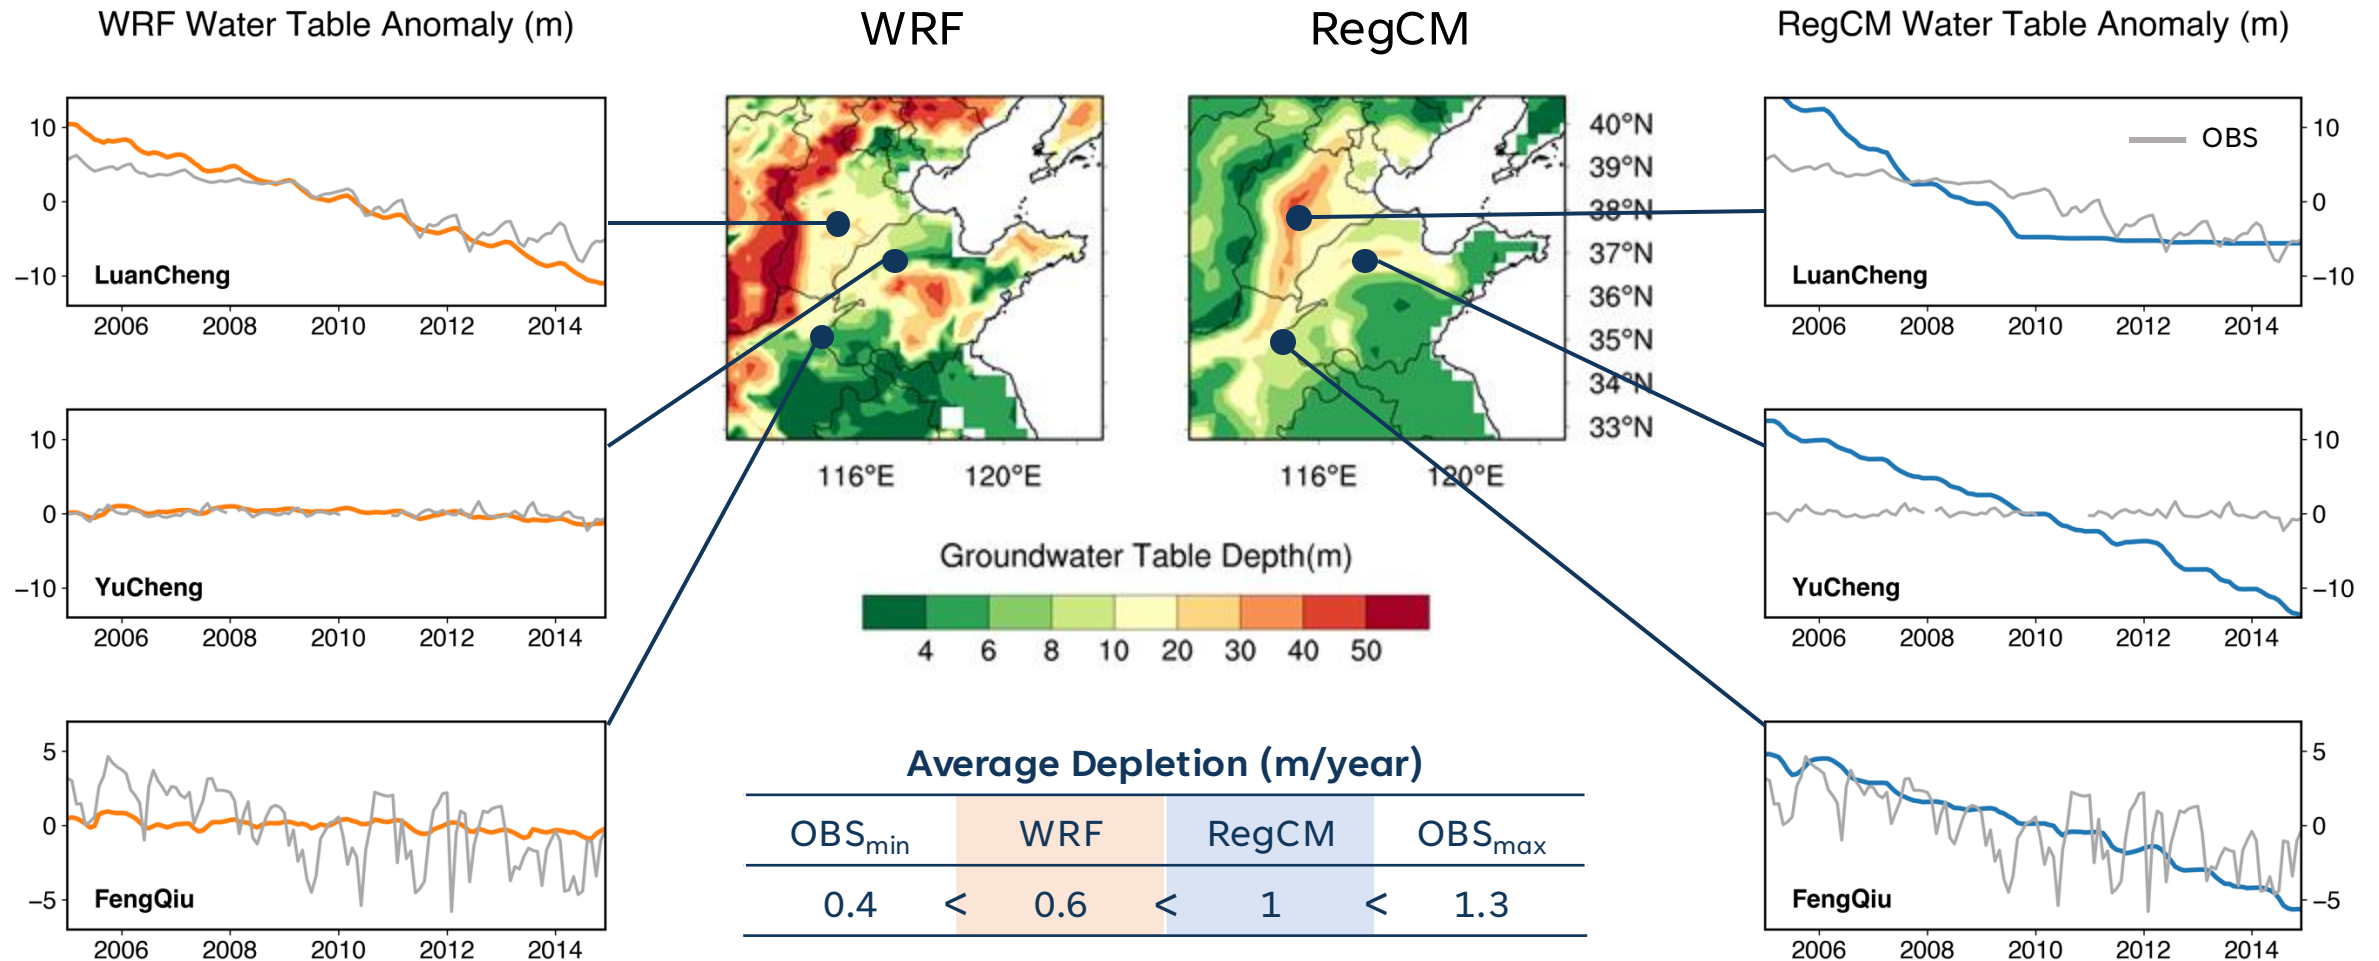 WRF Water Table Anomaly (m)
WRF
RegCM
RegCM Water Table Anomaly (m)
10
0
−10
LuanCheng
2006 2008 2010 2012 2014
10
0
−10
YuCheng
2006 2008 2010 2012 2014
5
0
−5
FengQiu
2006 2008 2010 2012 2014
116°E 120°E
116°E 120°E
40°N
39°N
38°N
37°N
36°N
35°N
34°N
33°N
Groundwater Table Depth(m)
4 6 8 10 20 30 40 50
Average Depletion (m/year)
OBSmin WRF RegCM OBSmax
0.4 < 0.6 < 1 < 1.3
OBS
10
0
−10
LuanCheng
2006 2008 2010 2012 2014
10
0
−10
YuCheng
2006 2008 2010 2012 2014
5
0
−5
FengQiu
2006 2008 2010 2012 2014